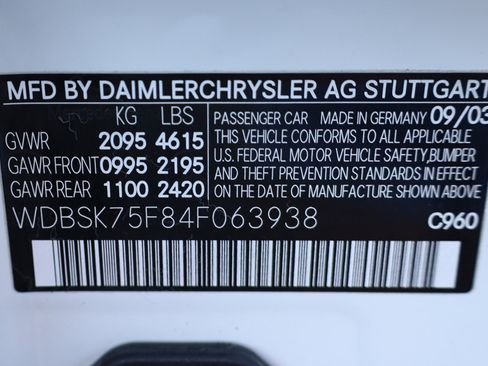 MFD BY DAIMLERCHRYSLER AG STUTTGART
KG LBS
GVWR 2095 4615
GAWR FRONT 0995 2195
GAWR REAR 1100 2420
PASSENGER CAR MADE IN GERMANY 09/03
THIS VEHICLE CONFORMS TO ALL APPLICABLE
U.S. FEDERAL MOTOR VEHICLE SAFETY, BUMPER
AND THEFT PREVENTION STANDARDS IN EFFECT
ON THE DATE OF MANUFACTURE SHOWN ABOVE.
WDBSK75F84F063938
C960